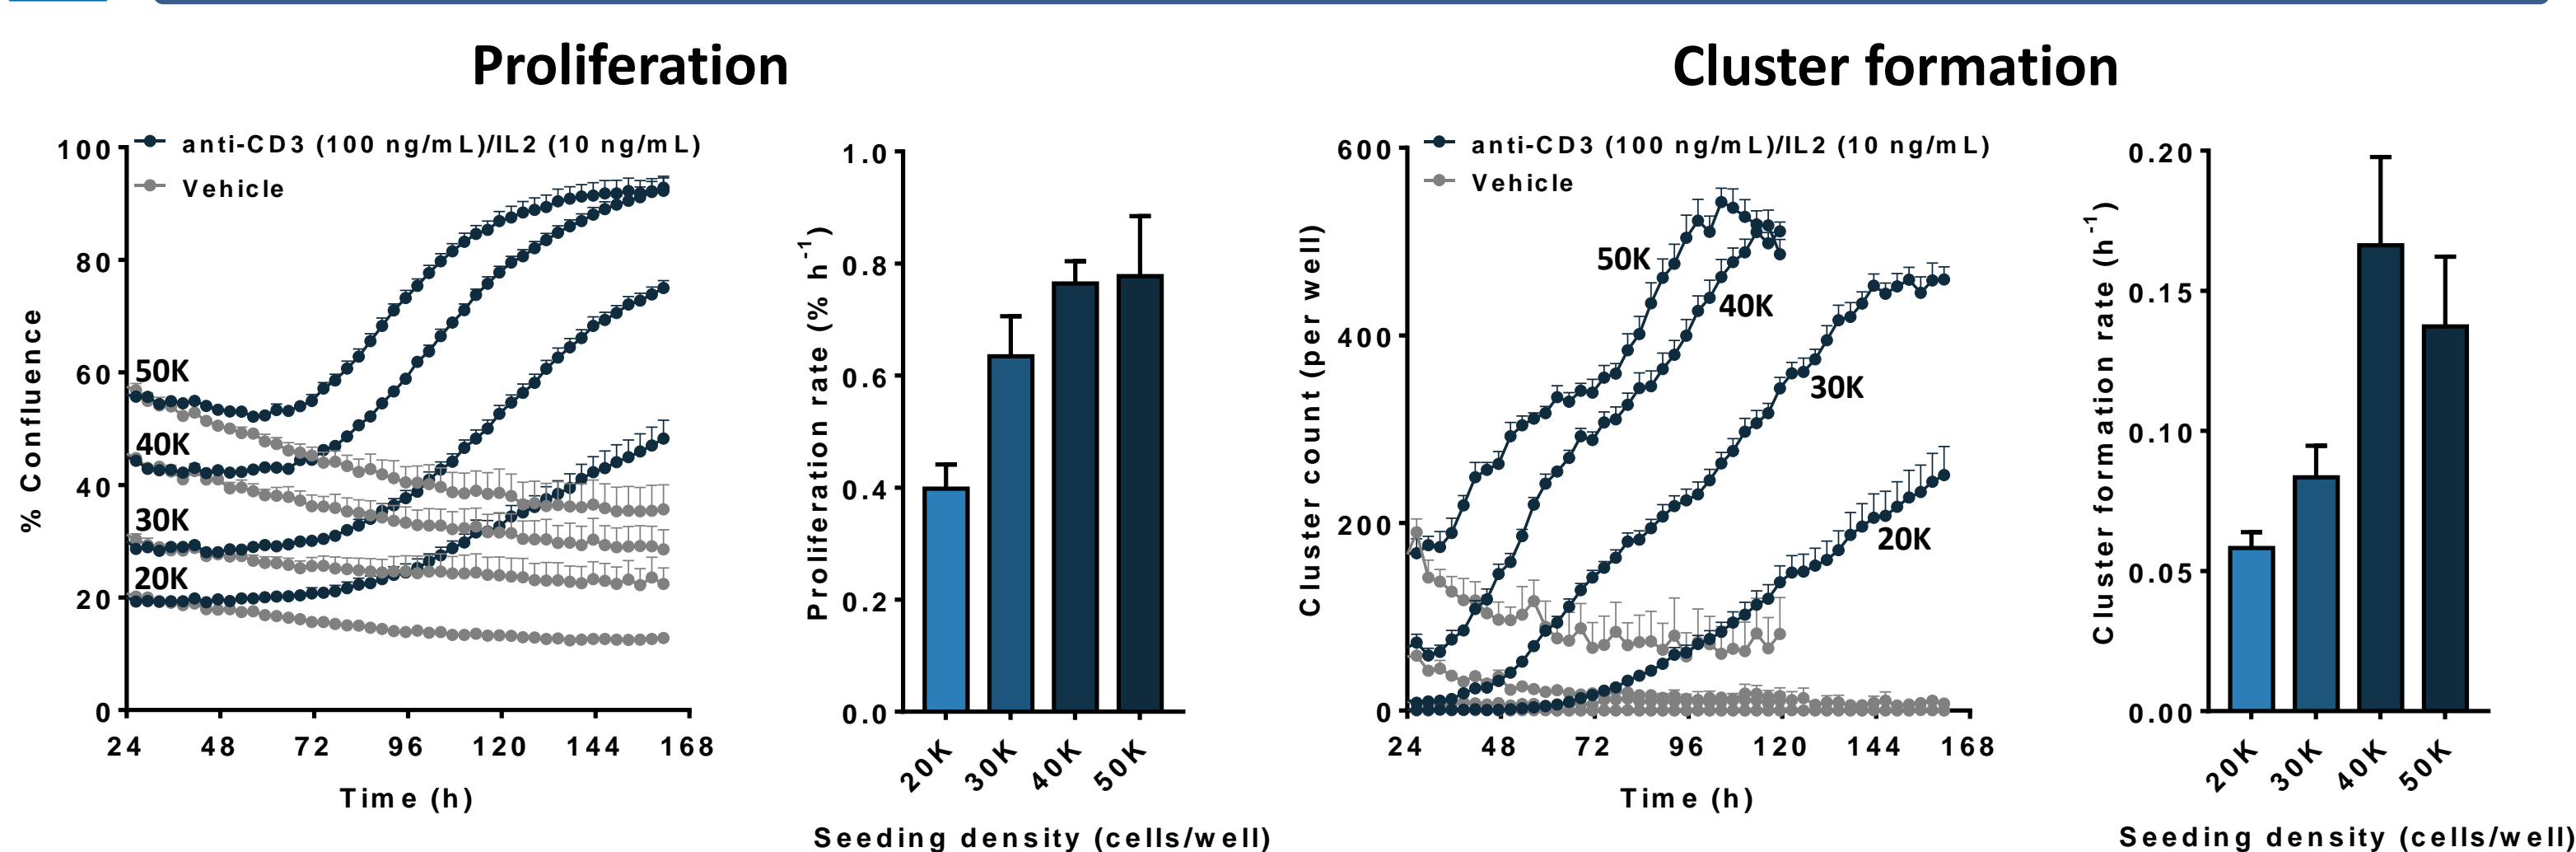 Proliferation
Cluster formation
anti-CD3 (100 ng/mL)/IL2 (10 ng/mL)
Vehicle
100
80
60
40
20
0
% Confluence
50K
40K
30K
20K
24 48 72 96 120 144 168
Time (h)
1.0
0.8
0.6
0.4
0.2
0.0
Proliferation rate (% h⁻¹)
20K 30K 40K 50K
Seeding density (cells/well)
anti-CD3 (100 ng/mL)/IL2 (10 ng/mL)
Vehicle
600
400
200
0
Cluster count (per well)
50K
40K
30K
20K
24 48 72 96 120 144 168
Time (h)
0.20
0.15
0.10
0.05
0.00
Cluster formation rate (h⁻¹)
20K 30K 40K 50K
Seeding density (cells/well)